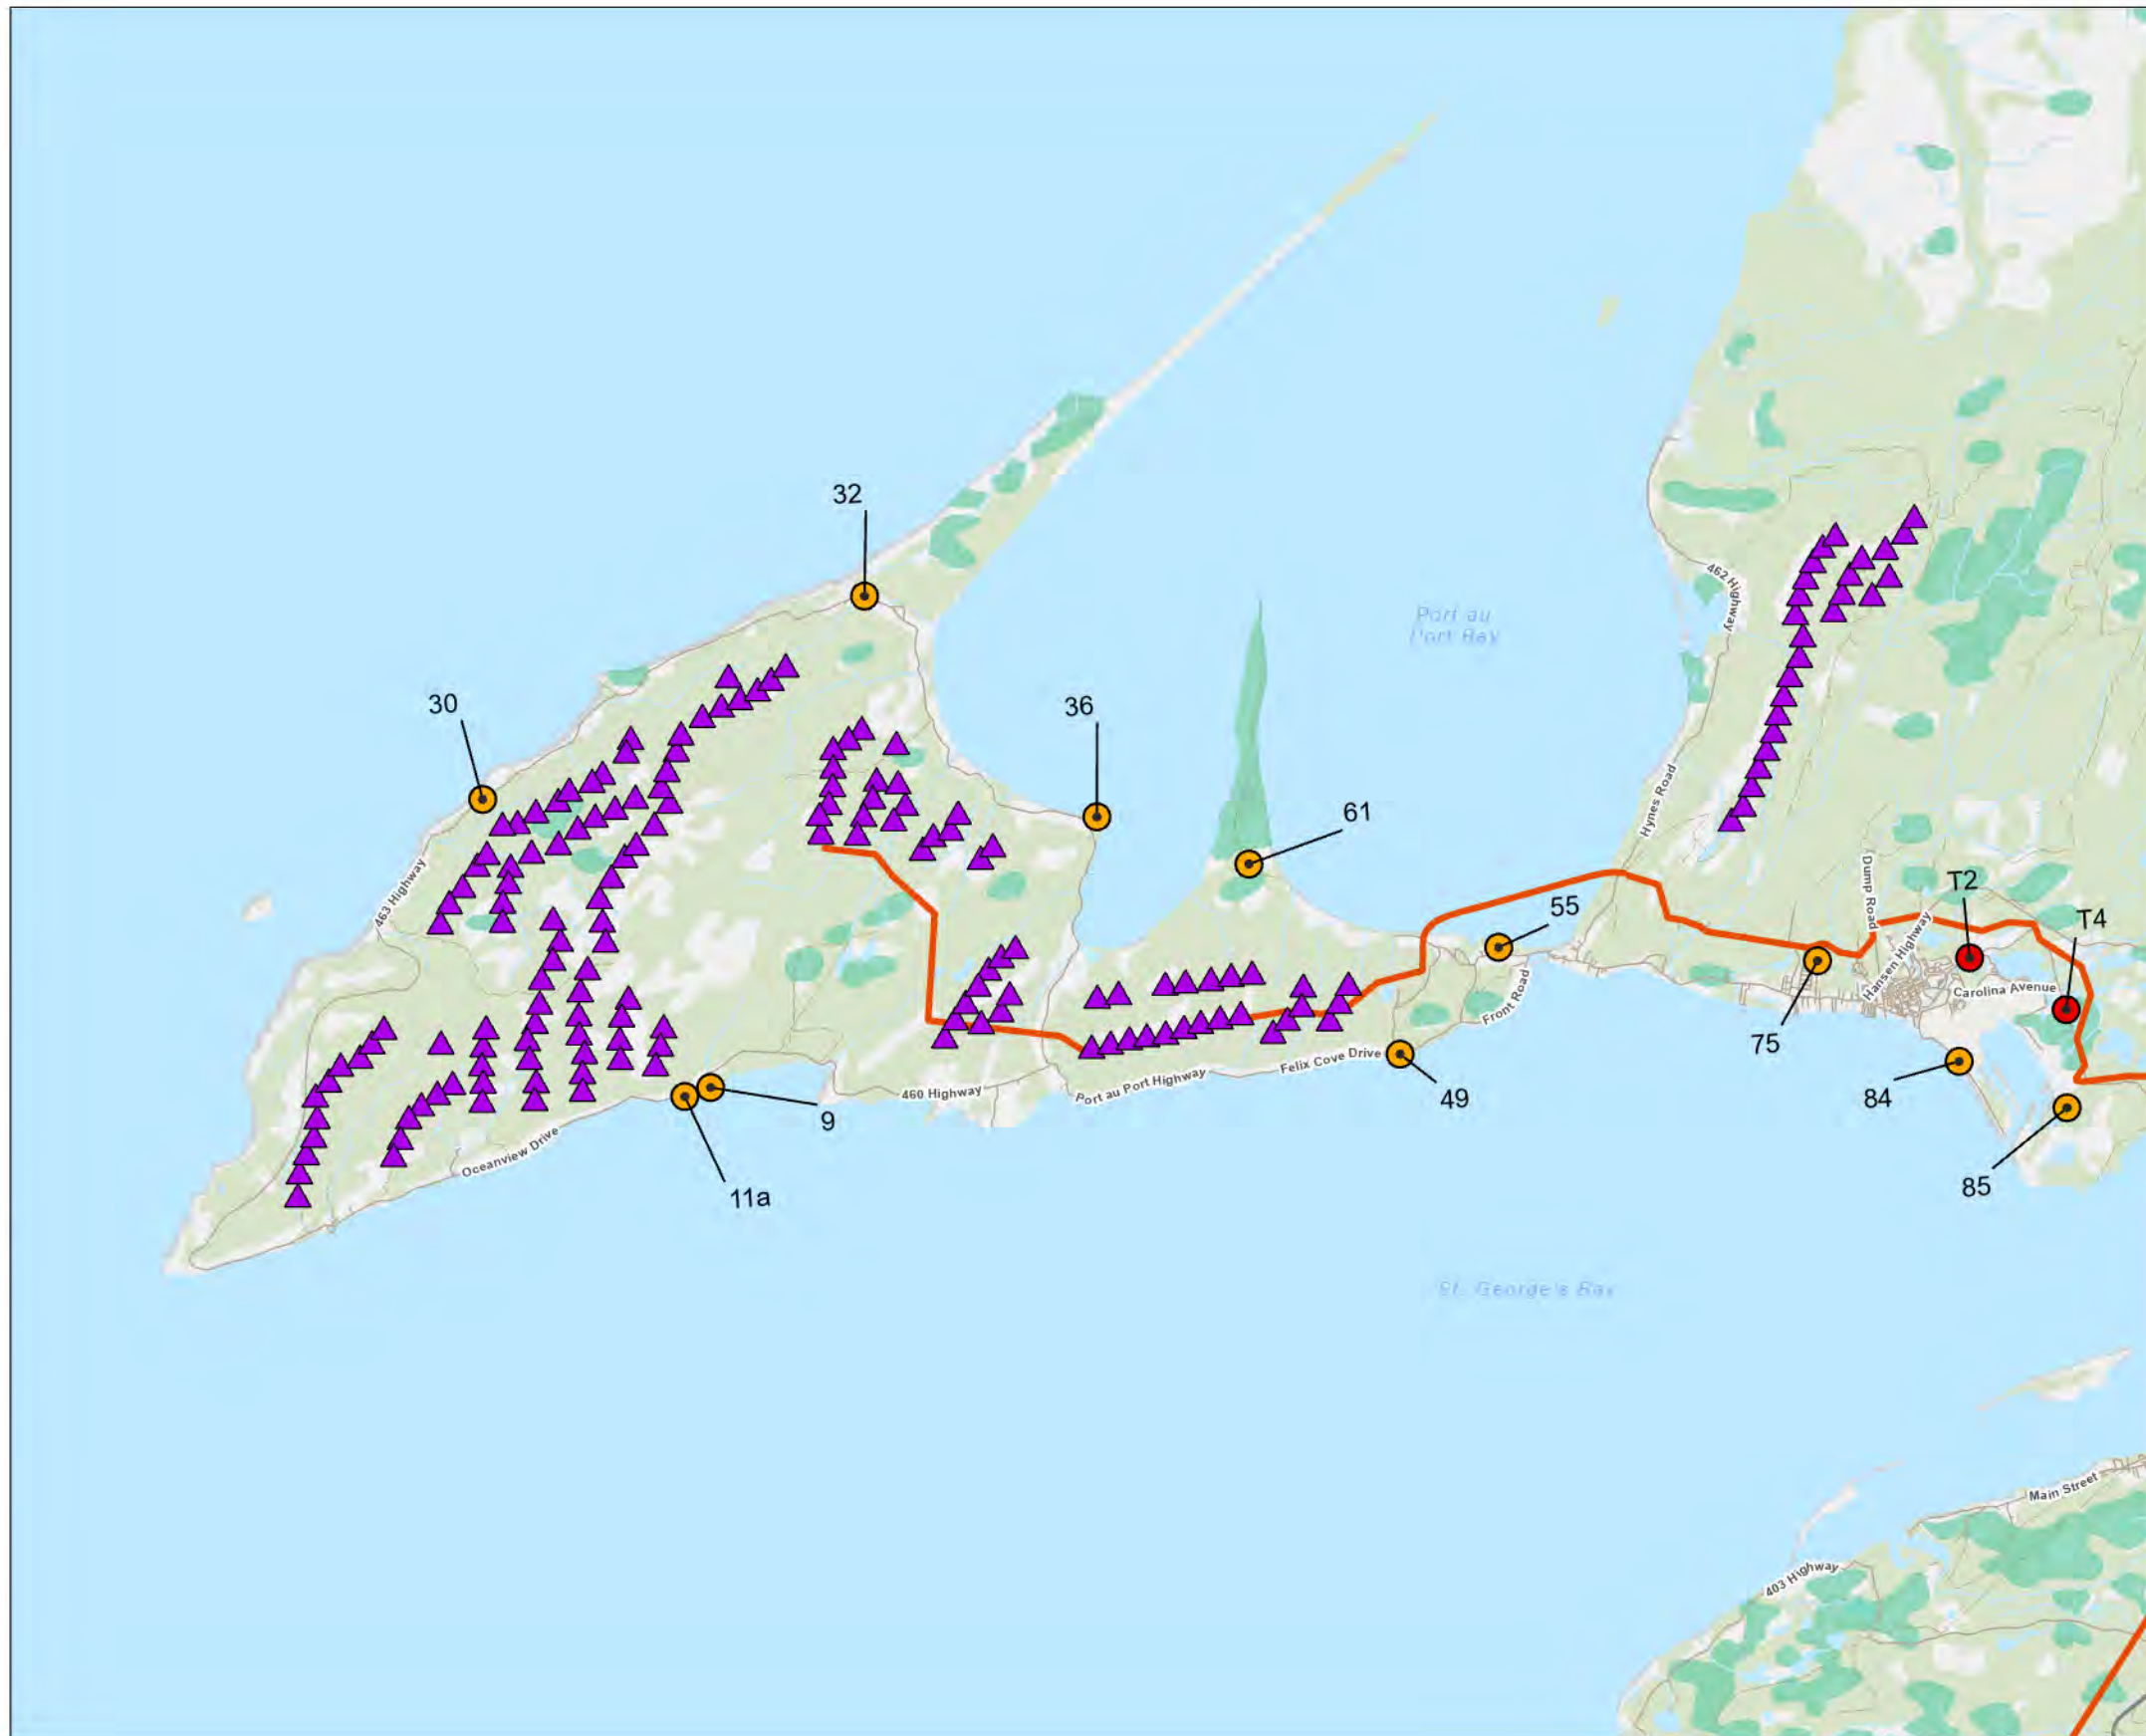 32
Port au
Port Bay
462 Highway
30
36
61
Hynes Road
463 Highway
Dump Road
T2
55
T4
Hansen Highway
Carolina Avenue
Front Road
75
Felix Cove Drive
84
49
460 Highway
Port au Port Highway
9
Oceanview Drive
11a
85
St. George's Bay
Main Street
403 Highway